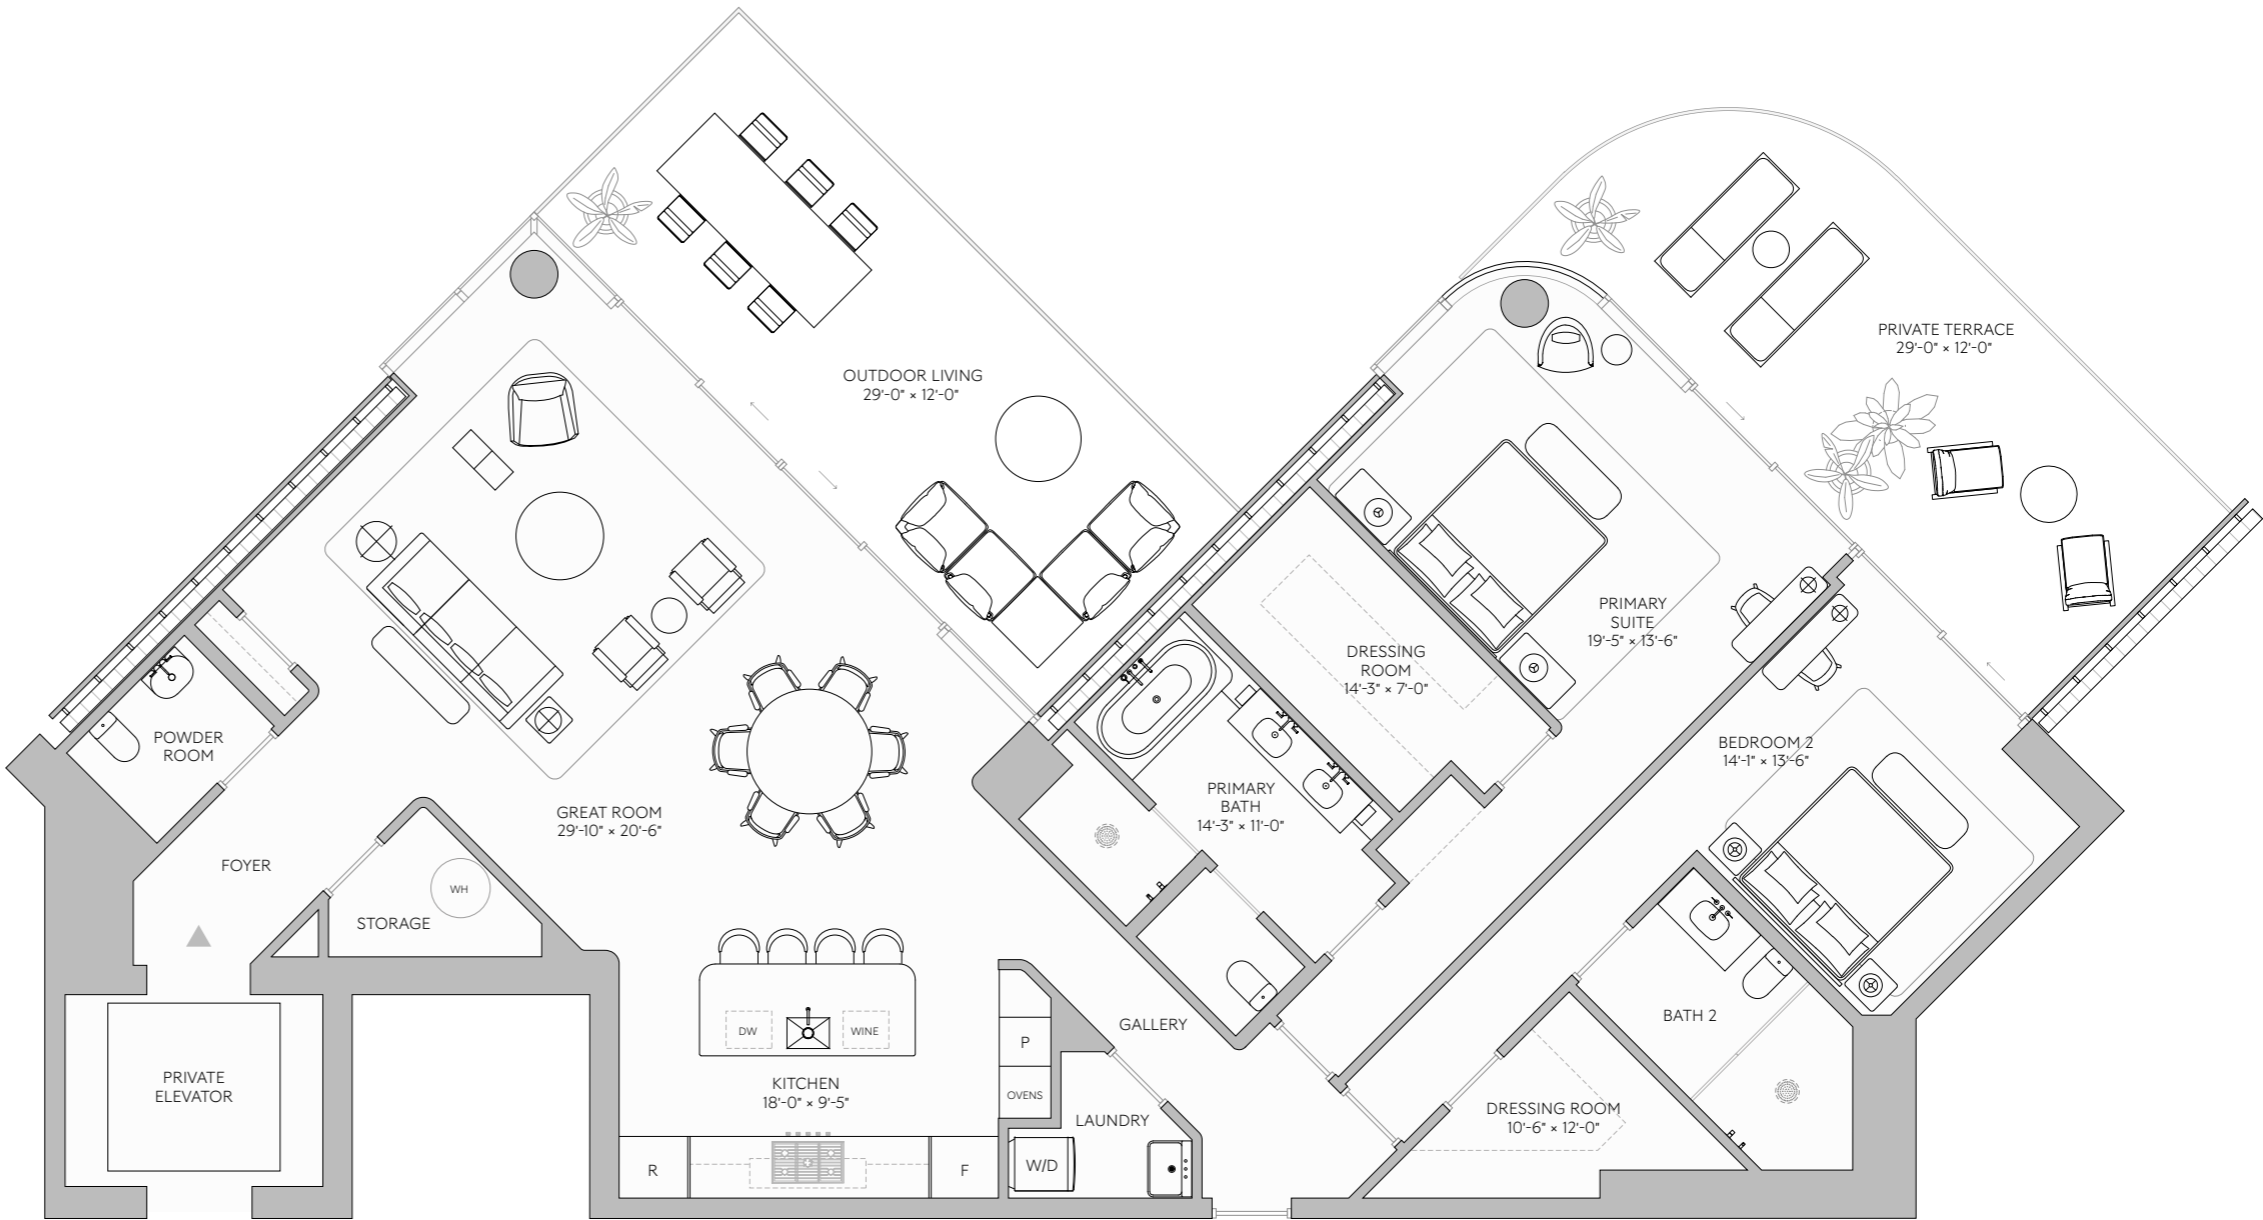 OUTDOOR LIVING
29'-0" × 12'-0"
PRIVATE TERRACE
29'-0" × 12'-0"
PRIMARY
SUITE
19'-5" × 13'-6"
DRESSING
ROOM
14'-3" × 7'-0"
POWDER
ROOM
BEDROOM 2
14'-1" × 13'-6"
PRIMARY
BATH
14'-3" × 11'-0"
GREAT ROOM
29'-10" × 20'-6"
FOYER
WH
STORAGE
DW
WINE
P
GALLERY
BATH 2
PRIVATE
ELEVATOR
KITCHEN
18'-0" × 9'-5"
OVENS
LAUNDRY
DRESSING ROOM
10'-6" × 12'-0"
R
F
W/D